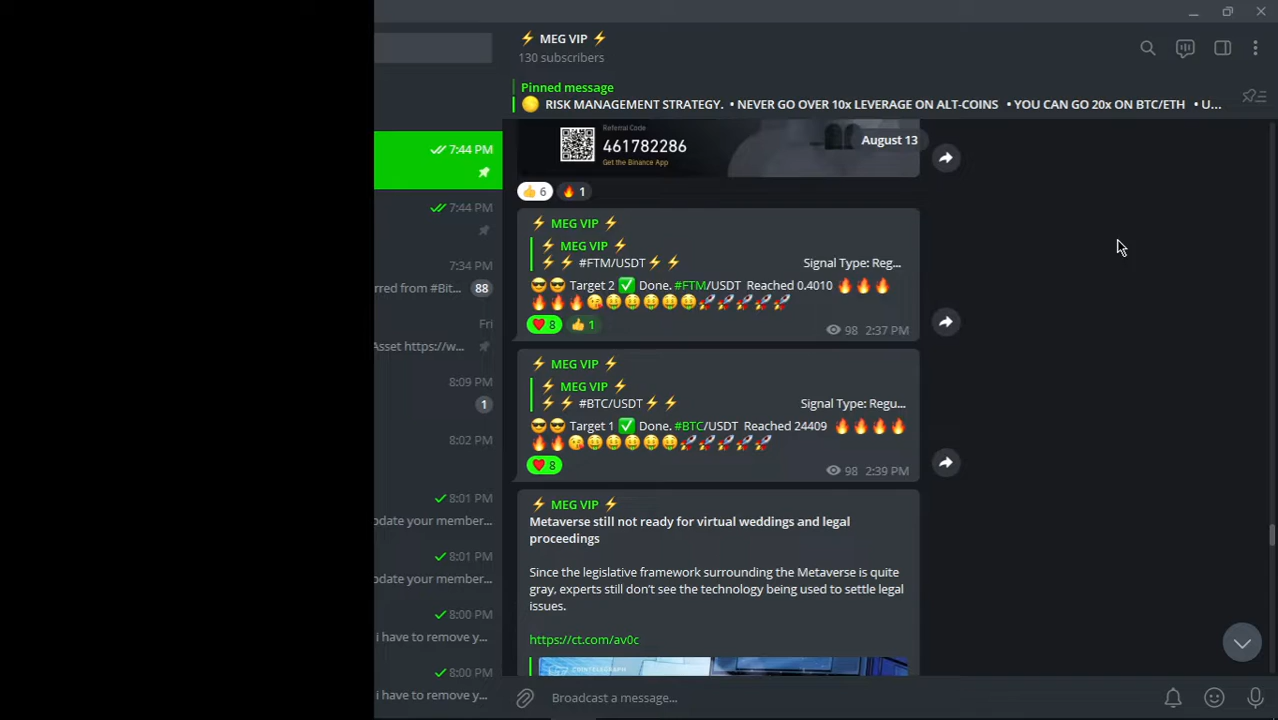 7:44 PM
7:44 PM
7:34 PM
rred from #Bit... 88
Fri
Asset https://w...
8:09 PM
1
8:02 PM
8:01 PM
odate your member...
8:01 PM
odate your member...
8:00 PM
i have to remove y...
8:00 PM
i have to remove y...
⚡ MEG VIP ⚡
130 subscribers
Pinned message
🟡 RISK MANAGEMENT STRATEGY. • NEVER GO OVER 10x LEVERAGE ON ALT-COINS • YOU CAN GO 20x ON BTC/ETH • U...
August 13
Referral Code
461782286
Get the Binance App
👍 6 🔥 1
⚡ MEG VIP ⚡
⚡ MEG VIP ⚡
⚡ ⚡ #FTM/USDT⚡ ⚡ Signal Type: Reg...
😎😎 Target 2 ✅ Done. #FTM/USDT Reached 0.4010 🔥🔥🔥
🔥🔥🔥😘🤑🤑🤑🤑🤑🚀🚀🚀🚀🚀
❤ 8 👍 1
98 2:37 PM
⚡ MEG VIP ⚡
⚡ MEG VIP ⚡
⚡ ⚡ #BTC/USDT⚡ ⚡ Signal Type: Regu...
😎😎 Target 1 ✅ Done. #BTC/USDT Reached 24409 🔥🔥🔥🔥
🔥🔥😘🤑🤑🤑🤑🤑🚀🚀🚀🚀🚀
❤ 8
98 2:39 PM
⚡ MEG VIP ⚡
Metaverse still not ready for virtual weddings and legal
proceedings
Since the legislative framework surrounding the Metaverse is quite
gray, experts still don't see the technology being used to settle legal
issues.
https://ct.com/av0c
COINTELEGRAPH
Broadcast a message...